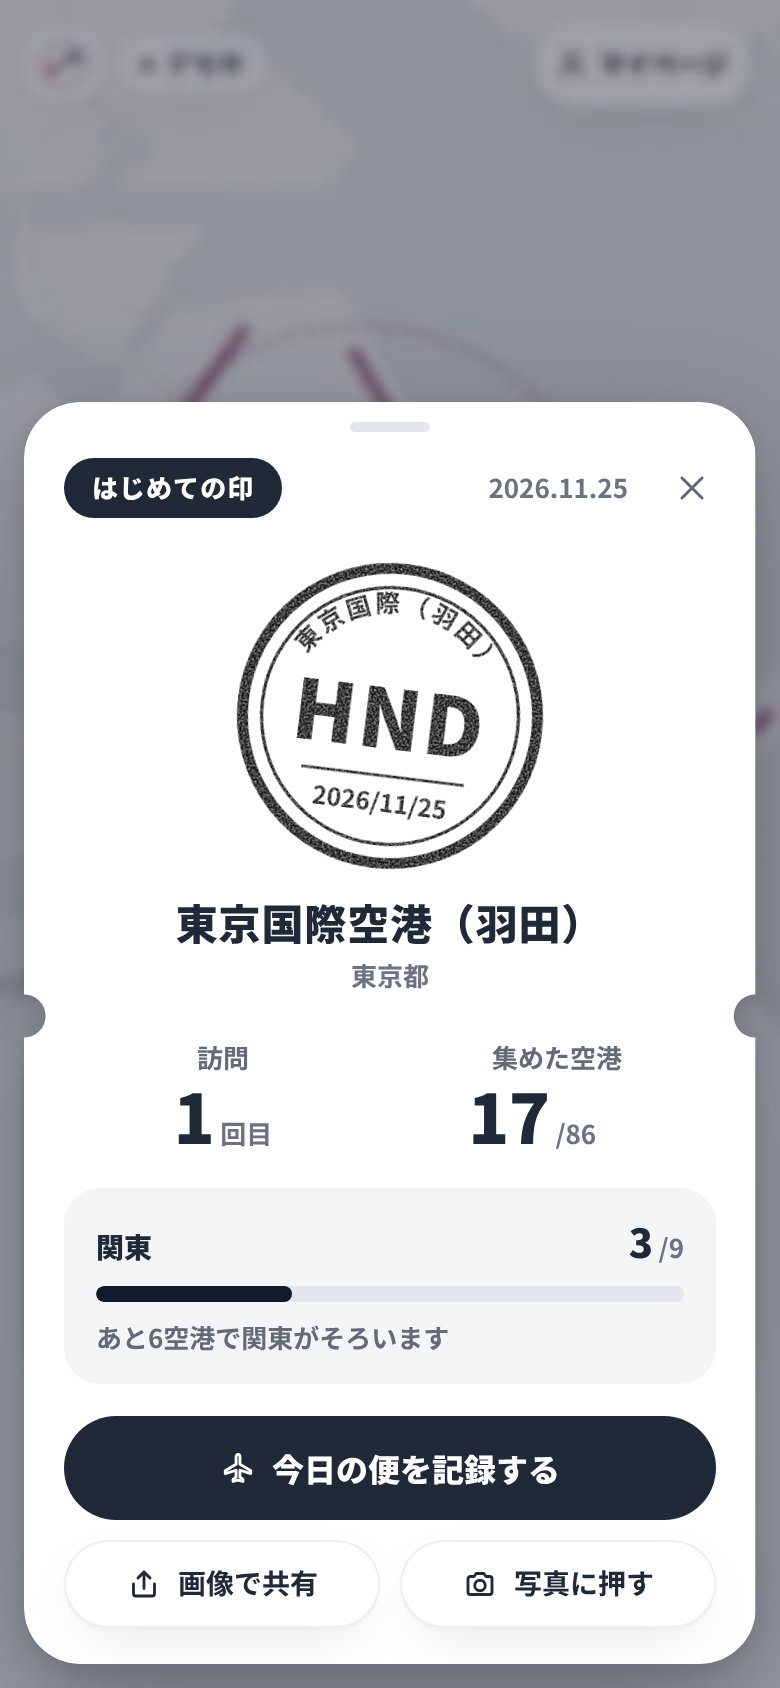 はじめての印
2026.11.25
東京国際（羽田）
HND
2026/11/25
東京国際空港（羽田）
東京都
訪問
集めた空港
1回目
17/86
関東
3/9
あと6空港で関東がそろいます
今日の便を記録する
画像で共有
写真に押す